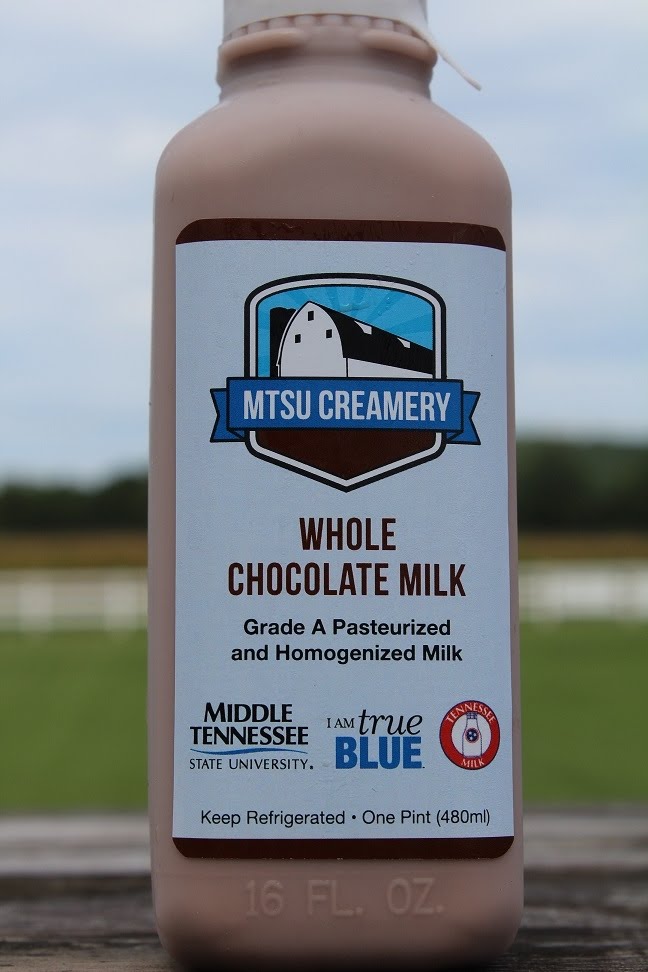 MTSU CREAMERY
WHOLE
CHOCOLATE MILK
Grade A Pasteurized
and Homogenized Milk
MIDDLE
TENNESSEE
STATE UNIVERSITY.
I AM true
BLUE
TENNESSEE
MILK
Keep Refrigerated • One Pint (480ml)
16 FL. OZ.